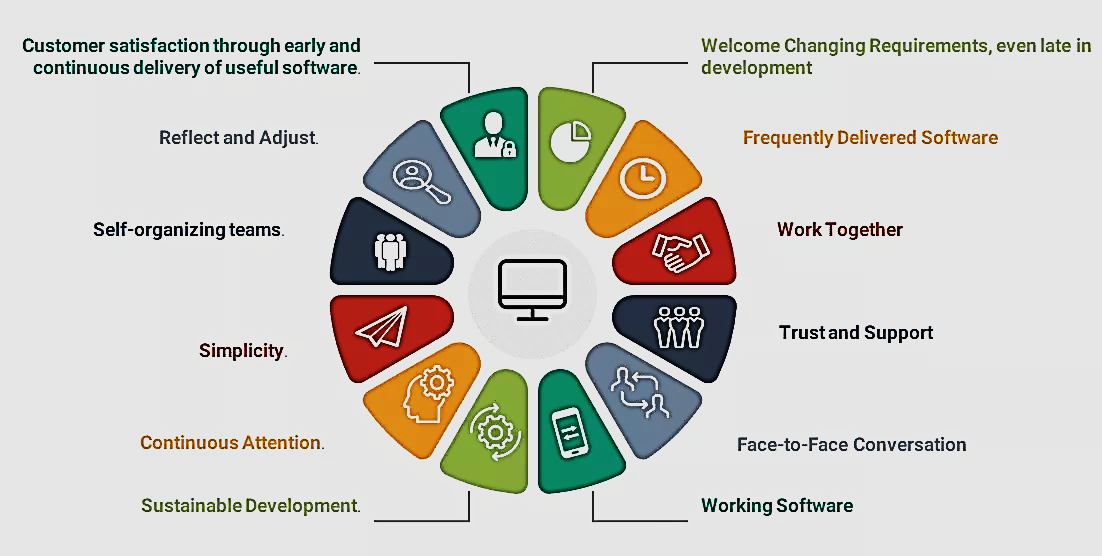 Customer satisfaction through early and
continuous delivery of useful software.
Welcome Changing Requirements, even late in
development
Reflect and Adjust.
Frequently Delivered Software
Self-organizing teams.
Work Together
Simplicity.
Trust and Support
Continuous Attention.
Face-to-Face Conversation
Sustainable Development.
Working Software